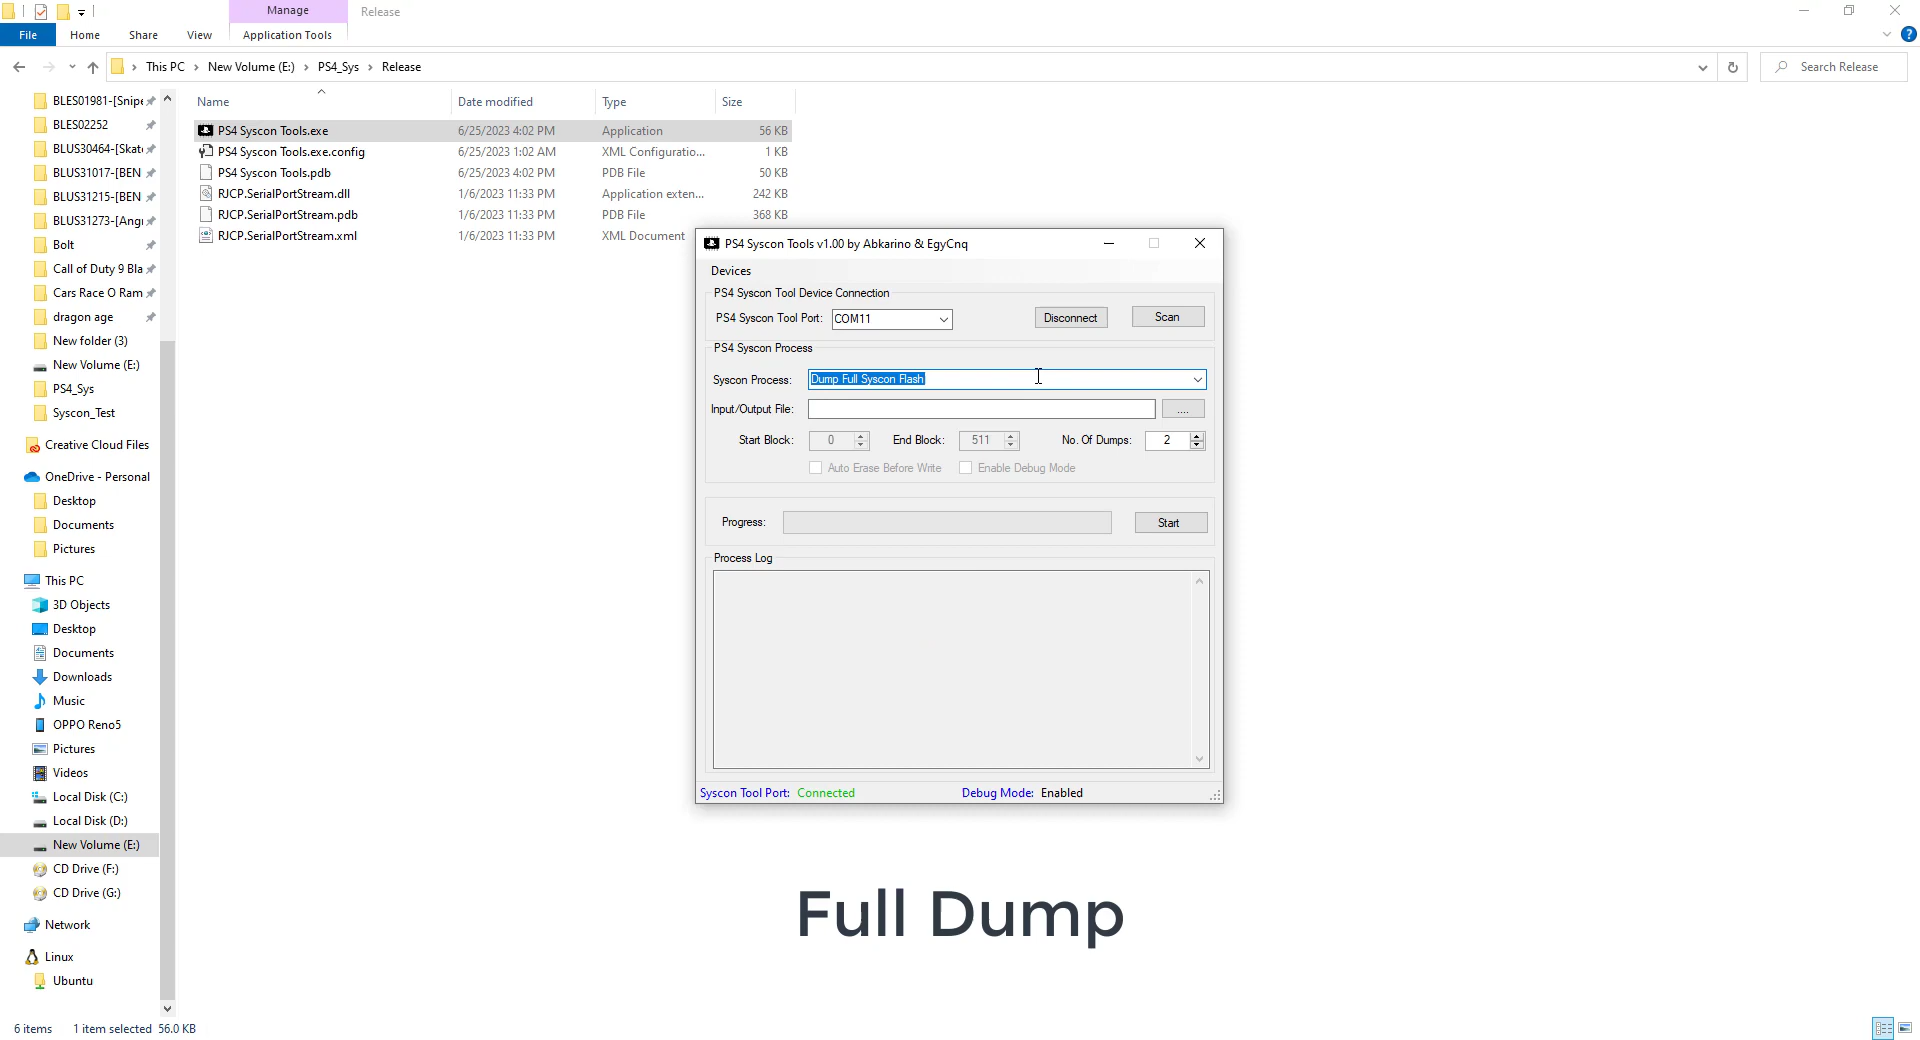 Manage
Release
File
Home
Share
View
Application Tools
This PC
New Volume (E:)
PS4_Sys
Release
Search Release
Name
Date modified
Type
Size
PS4 Syscon Tools.exe
6/25/2023 4:02 PM
Application
56 KB
PS4 Syscon Tools.exe.config
6/25/2023 1:02 AM
XML Configuratio...
1 KB
PS4 Syscon Tools.pdb
6/25/2023 4:02 PM
PDB File
50 KB
RJCP.SerialPortStream.dll
1/6/2023 11:33 PM
Application exten...
242 KB
RJCP.SerialPortStream.pdb
1/6/2023 11:33 PM
PDB File
368 KB
RJCP.SerialPortStream.xml
1/6/2023 11:33 PM
XML Document
BLES01981-[Snipe
BLES02252
BLUS30464-[Skat
BLUS31017-[BEN
BLUS31215-[BEN
BLUS31273-[Angr
Bolt
Call of Duty 9 Bla
Cars Race O Ram
dragon age
New folder (3)
New Volume (E:)
PS4_Sys
Syscon_Test
Creative Cloud Files
OneDrive - Personal
Desktop
Documents
Pictures
This PC
3D Objects
Desktop
Documents
Downloads
Music
OPPO Reno5
Pictures
Videos
Local Disk (C:)
Local Disk (D:)
New Volume (E:)
CD Drive (F:)
CD Drive (G:)
Network
Linux
Ubuntu
6 items
1 item selected 56.0 KB
PS4 Syscon Tools v1.00 by Abkarino & EgyCnq
Devices
PS4 Syscon Tool Device Connection
PS4 Syscon Tool Port:
COM11
Disconnect
Scan
PS4 Syscon Process
Syscon Process:
Dump Full Syscon Flash
Input/Output File:
....
Start Block:
0
End Block:
511
No. Of Dumps:
2
Auto Erase Before Write
Enable Debug Mode
Progress:
Start
Process Log
Syscon Tool Port: Connected
Debug Mode: Enabled
Full Dump